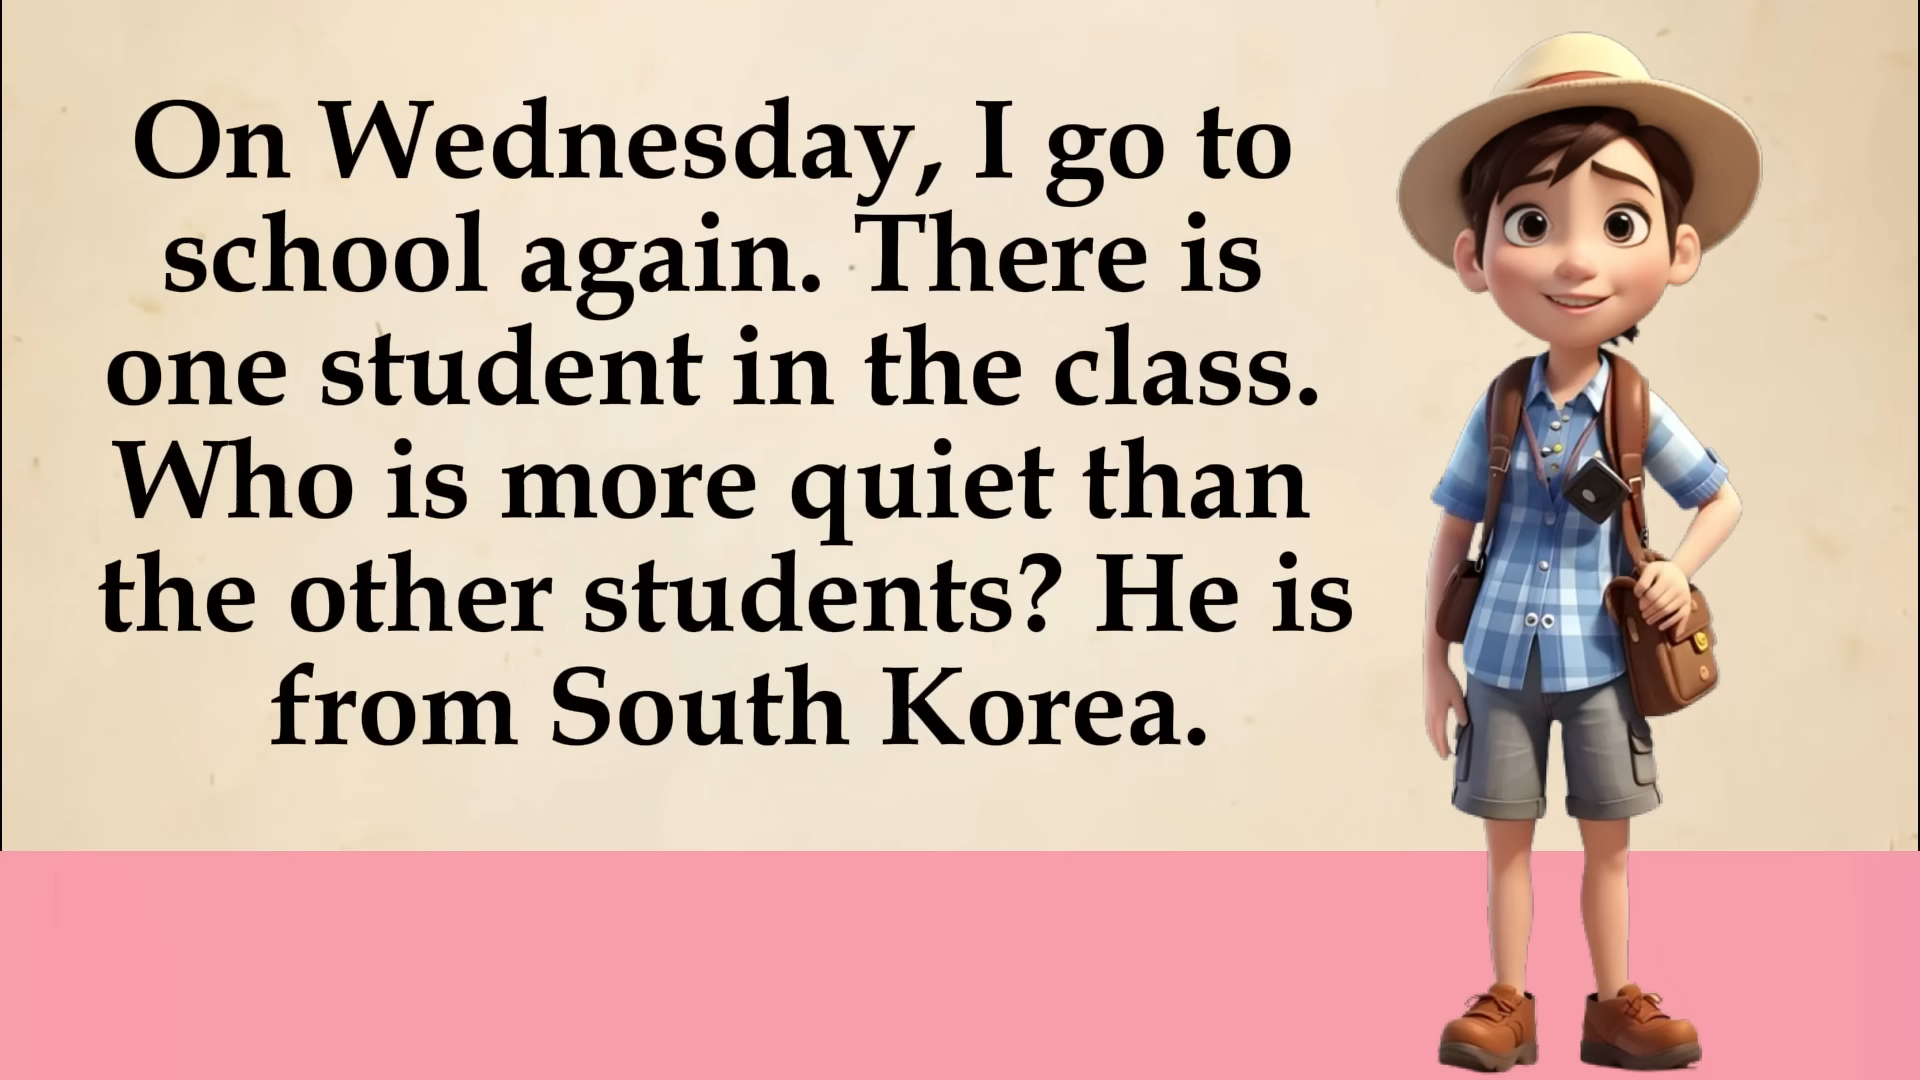 On Wednesday, I go to
school again. There is
one student in the class.
Who is more quiet than
the other students? He is
from South Korea.